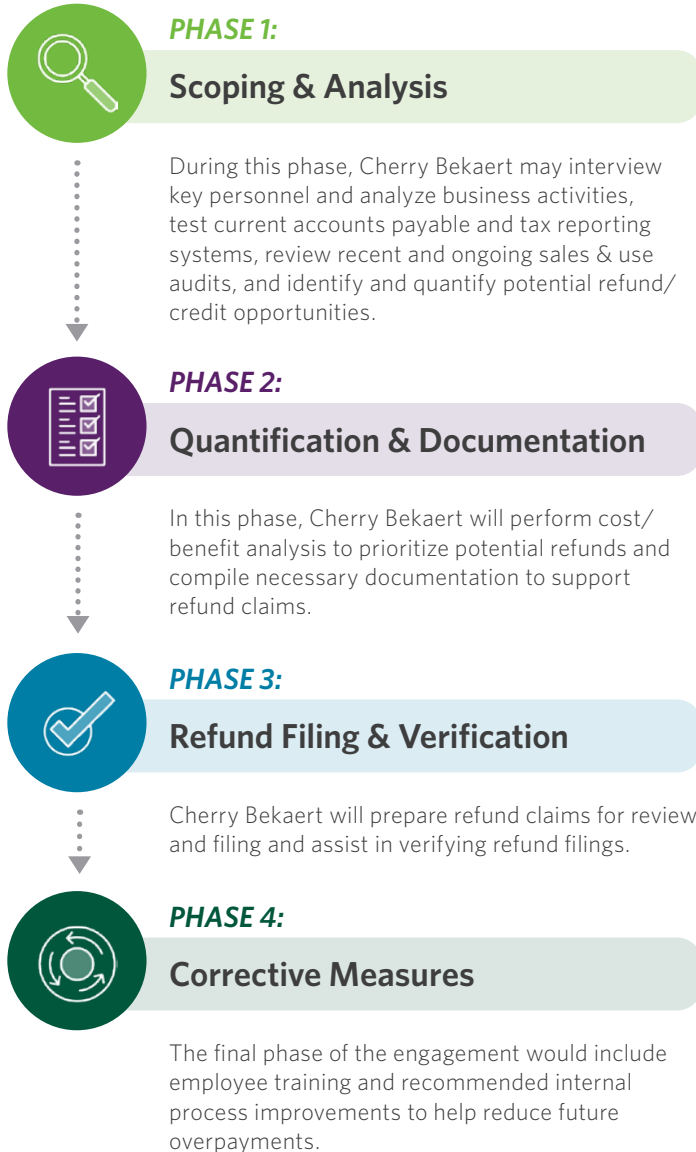 PHASE 1:
Scoping & Analysis
During this phase, Cherry Bekaert may interview
key personnel and analyze business activities,
test current accounts payable and tax reporting
systems, review recent and ongoing sales & use
audits, and identify and quantify potential refund/
credit opportunities.
PHASE 2:
Quantification & Documentation
In this phase, Cherry Bekaert will perform cost/
benefit analysis to prioritize potential refunds and
compile necessary documentation to support
refund claims.
PHASE 3:
Refund Filing & Verification
Cherry Bekaert will prepare refund claims for review
and filing and assist in verifying refund filings.
PHASE 4:
Corrective Measures
The final phase of the engagement would include
employee training and recommended internal
process improvements to help reduce future
overpayments.